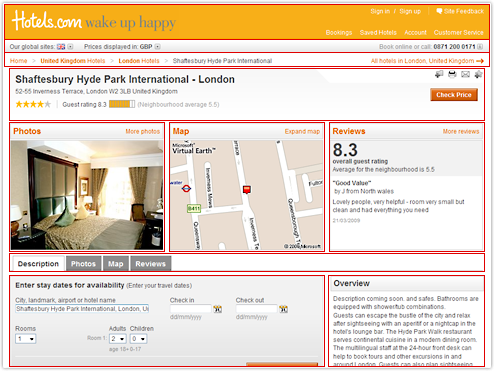 Hotels.com wake up happy
Sign in / Sign up | Site Feedback
Bookings Saved Hotels Account Customer Service
Our global sites: Prices displayed in: GBP Book online or call: 0871 200 0171
Home >> United Kingdom Hotels >> London Hotels >> Shaftesbury Hyde Park International All hotels in London, United Kingdom
Shaftesbury Hyde Park International - London
52-55 Inverness Terrace, London W2 3LB United Kingdom
Guest rating 8.3 (Neighbourhood average 5.5)
Check Price
Photos More photos
Map Expand map
Reviews More reviews
Microsoft
Virtual Earth™
Inverness Mews
Inverness Terrace
Queensway
Queensborough Terrace
Fulton
water
B411
© 2009 Microsoft
8.3
overall guest rating
Average for the neighbourhood is 5.5
"Good Value"
by J from North wales
Lovely people, very helpful - room very small but
clean and had everything you need
21/03/2009
Description Photos Map Reviews
Enter stay dates for availability (Enter your travel dates)
City, landmark, airport or hotel name
Shaftesbury Hyde Park International, London, Un
Check in
dd/mm/yyyy
Check out
dd/mm/yyyy
Rooms
1
Room 1
Adults Children
2 0
age 18+ 0-17
Overview
Description coming soon. and safes. Bathrooms are
equipped with shower/tub combinations.
Guests can escape the bustle of the city and relax
after sightseeing with an aperitif or a nightcap in the
hotel's lounge bar. The Hyde Park Walk restaurant
serves continental cuisine in a modern dining room.
The multilingual staff at the 24-hour front desk can
help to book tours and other excursions in and
around London. Guests can also plan sightseeing